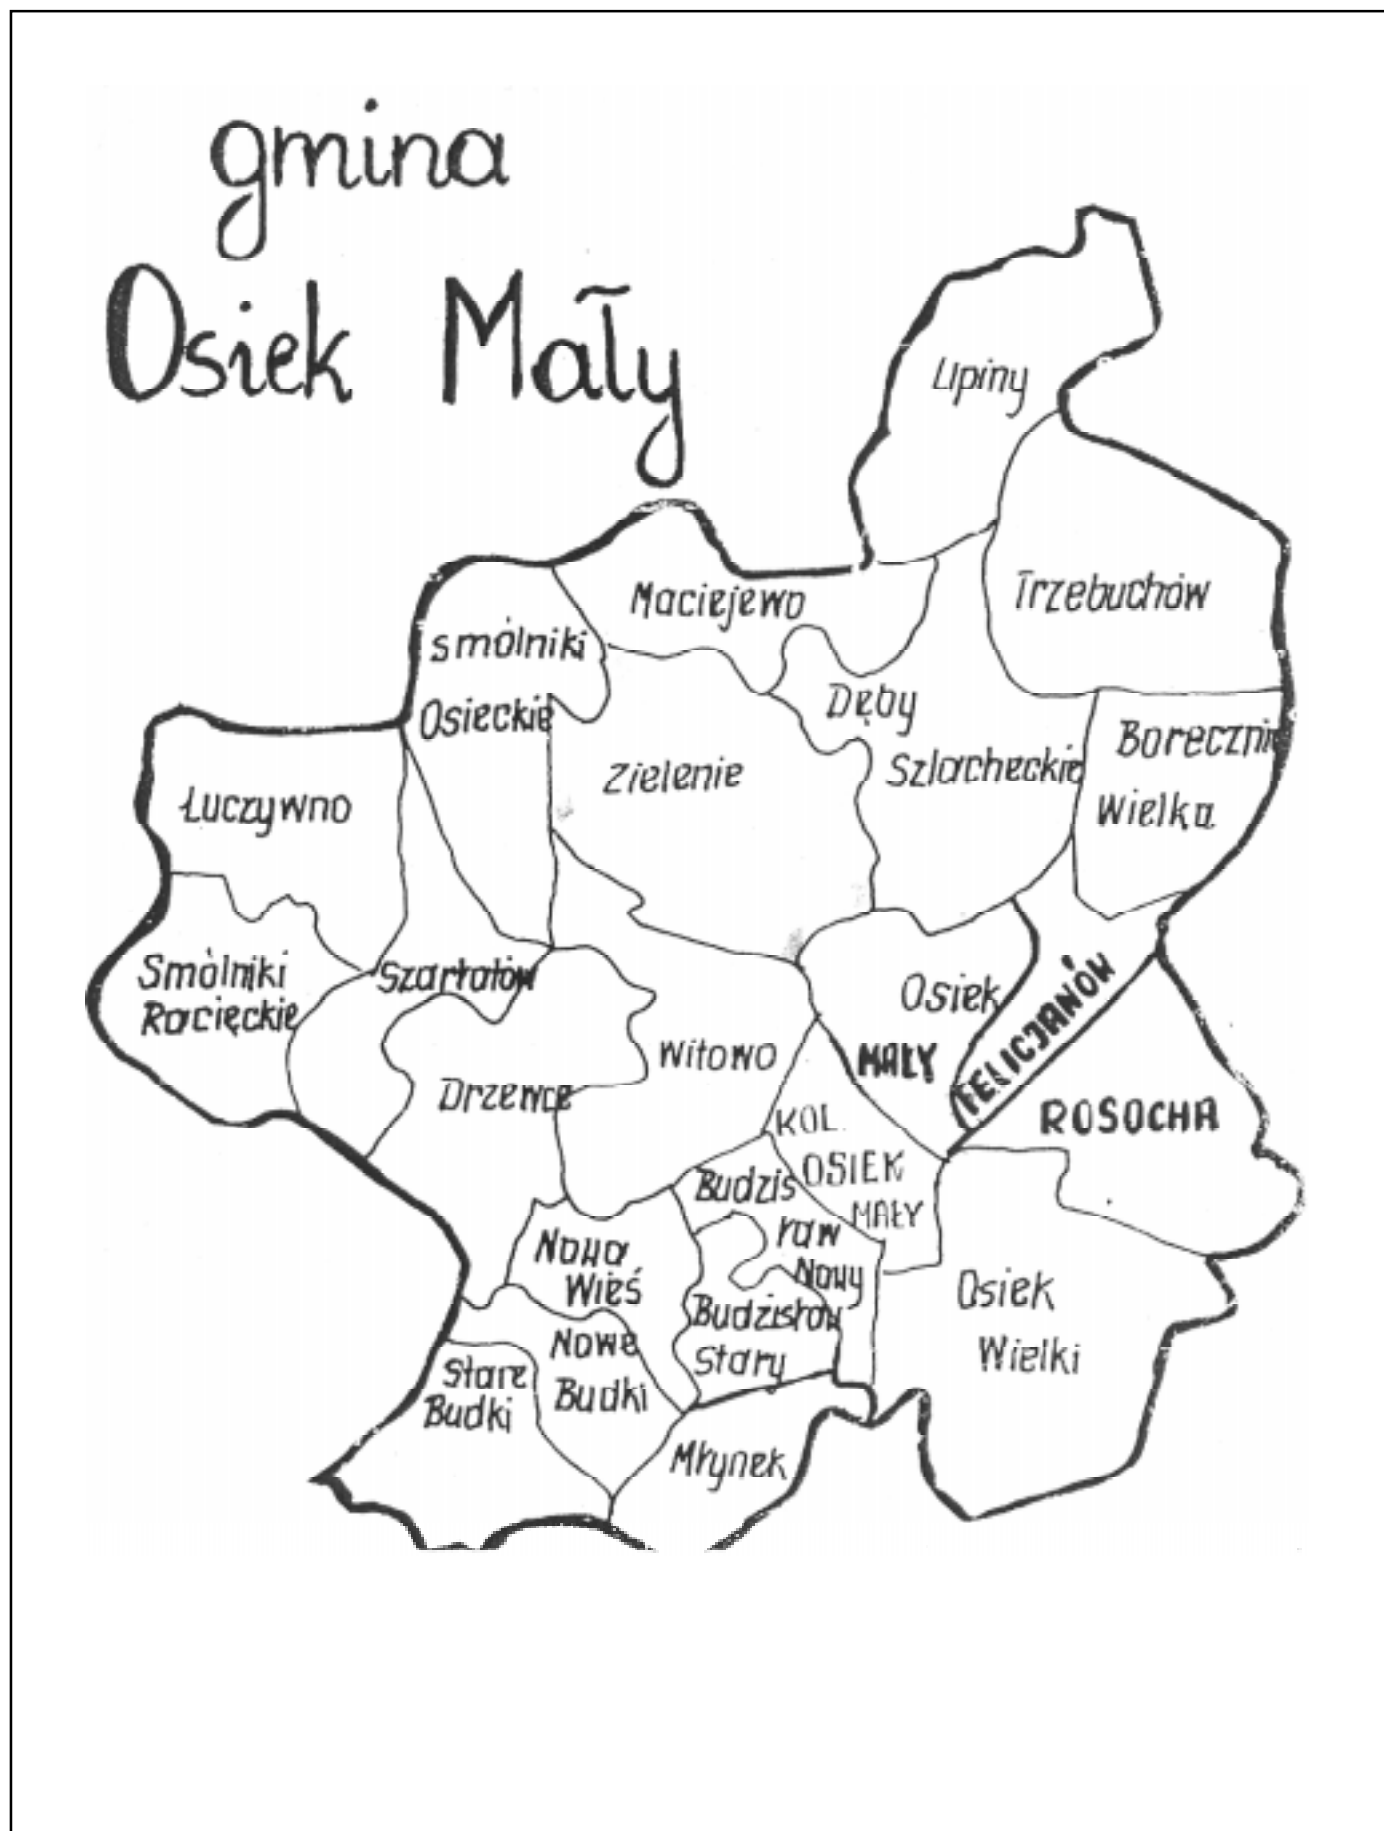 gmina
Osiek Mały
Lipiny
Maciejewo
Trzebuchów
Smólniki
Osieckie
Dęby
Szlacheckie
Borecznia
Wielka
Zielenie
Łuczywno
Smólniki
Racięckie
Szarłatów
Osiek
MAŁY
FELICJANÓW
Witowo
Drzewce
ROSOCHA
KOL.
OSIEK
MAŁY
Budzis
ław
Nowy
Nowa
Wieś
Budzisław
Stary
Osiek
Wielki
Nowe
Budki
Stare
Budki
Młynek